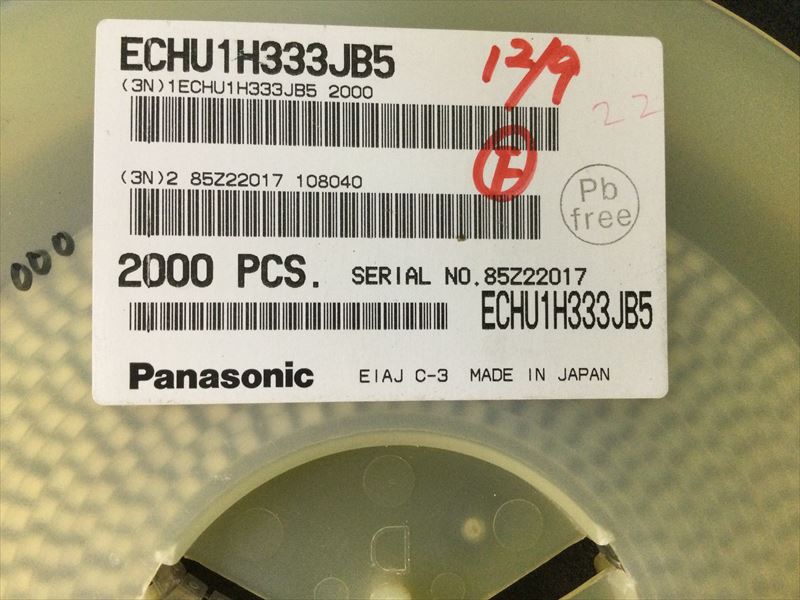 ECHU1H333JB5
12/9
(3N)1ECHU1H333JB5 2000
22
F
(3N)2 85Z22017 108040
Pb
free
000
2000 PCS. SERIAL NO.85Z22017
ECHU1H333JB5
Panasonic EIAJ C-3 MADE IN JAPAN